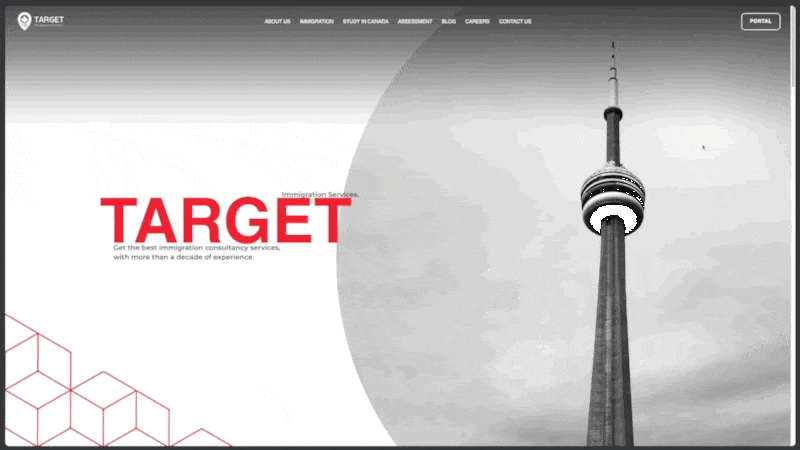 TARGET
ABOUT US IMMIGRATION STUDY IN CANADA ASSESSMENT BLOG CAREERS CONTACT US
PORTAL
Immigration Services.
TARGET
Get the best immigration consultancy services,
with more than a decade of experience.